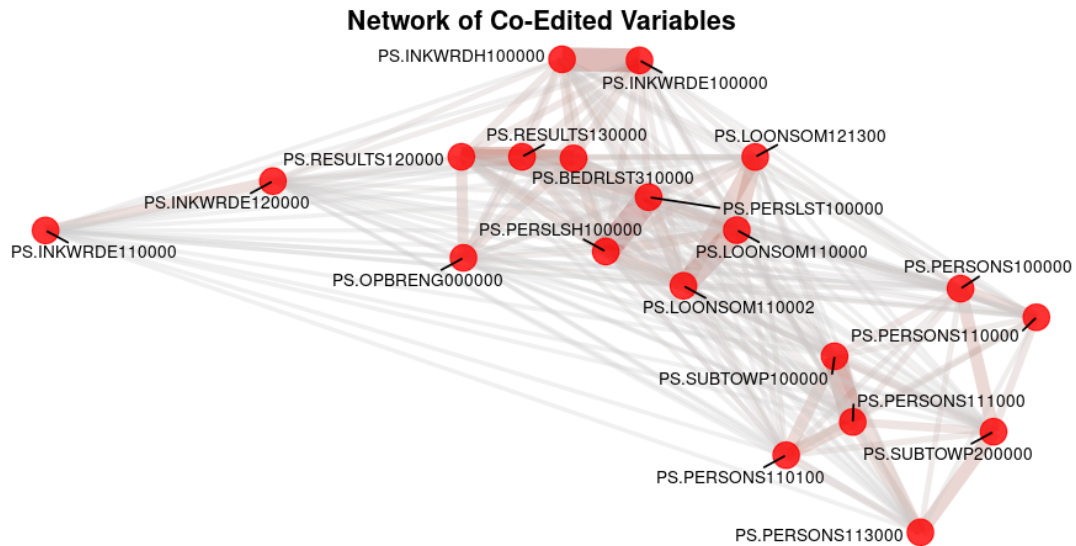 Network of Co-Edited Variables
PS.INKWRDH100000
PS.INKWRDE100000
PS.RESULTS130000
PS.LOONSOM121300
PS.RESULTS120000
PS.BEDRLST310000
PS.INKWRDE120000
PS.PERSLST100000
PS.PERSLSH100000
PS.INKWRDE110000
PS.LOONSOM110000
PS.PERSONS100000
PS.OPBRENG000000
PS.LOONSOM110002
PS.PERSONS110000
PS.SUBTOWP100000
PS.PERSONS111000
PS.SUBTOWP200000
PS.PERSONS110100
PS.PERSONS113000